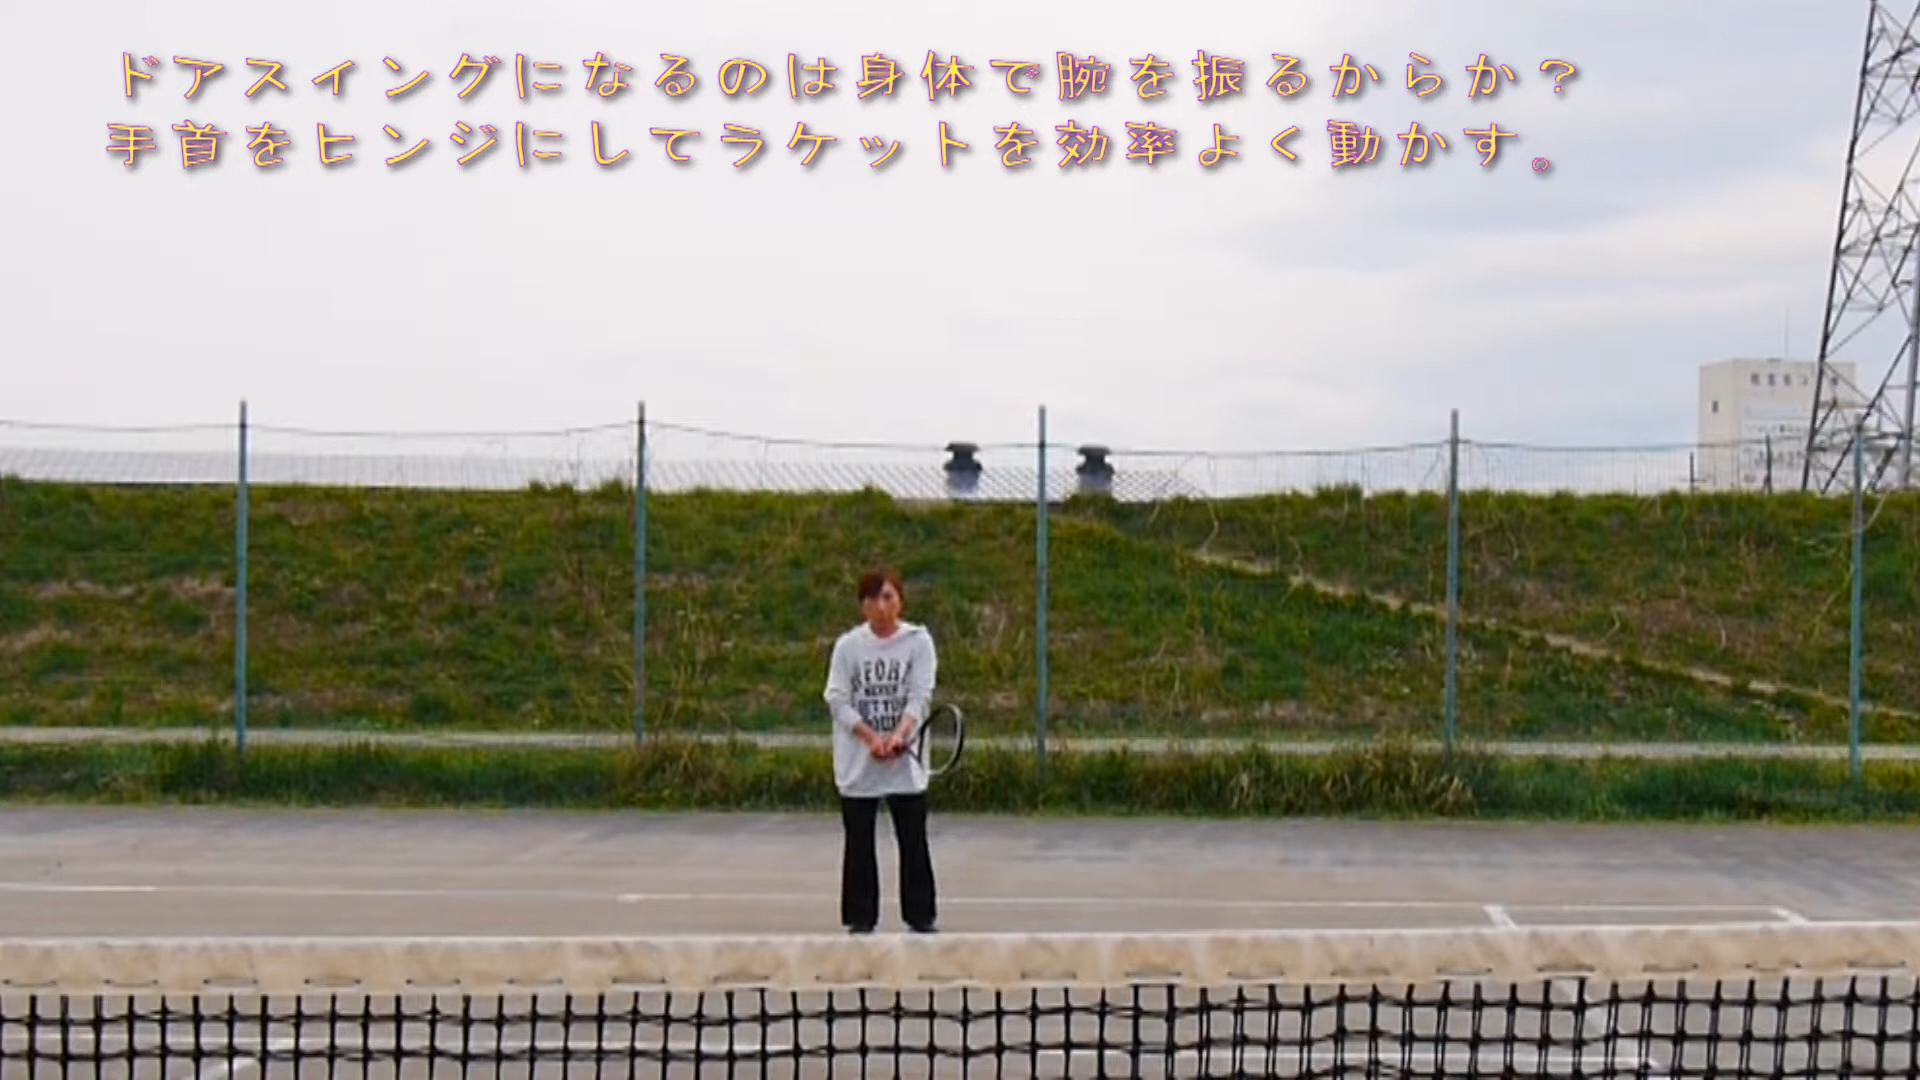 ドアスイングになるのは身体で腕を振るからか?
手首をヒンジにしてラケットを効率よく動かす。
NEVER